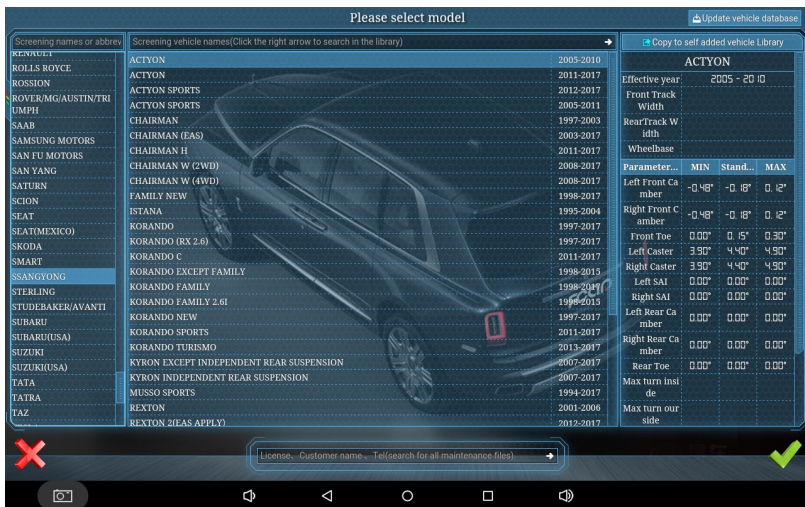 Please select model
Update vehicle database
Screening names or abbrev
Screening vehicle names(Click the right arrow to search in the library)
Copy to self added vehicle Library
RENAULT
ROLLS ROYCE
ROSSION
ROVER/MG/AUSTIN/TRI
UMPH
SAAB
SAMSUNG MOTORS
SAN FU MOTORS
SAN YANG
SATURN
SCION
SEAT
SEAT(MEXICO)
SKODA
SMART
SSANGYONG
STERLING
STUDEBAKER/AVANTI
SUBARU
SUBARU(USA)
SUZUKI
SUZUKI(USA)
TATA
TATRA
TAZ
ACTYON 2005-2010
ACTYON 2011-2017
ACTYON SPORTS 2012-2017
ACTYON SPORTS 2005-2011
CHAIRMAN 1997-2003
CHAIRMAN (EAS) 2003-2017
CHAIRMAN H 2011-2017
CHAIRMAN W (2WD) 2008-2017
CHAIRMAN W (4WD) 2008-2017
FAMILY NEW 1998-2017
ISTANA 1995-2004
KORANDO 1997-2017
KORANDO (RX 2.6) 1997-2017
KORANDO C 2011-2017
KORANDO EXCEPT FAMILY 1998-2015
KORANDO FAMILY 1998-2017
KORANDO FAMILY 2.6I 1998-2015
KORANDO NEW 1997-2017
KORANDO SPORTS 2011-2017
KORANDO TURISMO 2013-2017
KYRON EXCEPT INDEPENDENT REAR SUSPENSION 2007-2017
KYRON INDEPENDENT REAR SUSPENSION 2007-2017
MUSSO SPORTS 1994-2017
REXTON 2001-2006
REXTON 2(EAS APPLY) 2012-2017
ACTYON
Effective year 2005 - 2010
Front Track
Width
RearTrack W
idth
Wheelbase
Parameter... MIN Stand... MAX
Left Front Ca
mber -0.48° -0.18° 0.12°
Right Front C
amber -0.48° -0.18° 0.12°
Front Toe 0.00° 0.15° 0.30°
Left Caster 3.90° 4.40° 4.90°
Right Caster 3.90° 4.40° 4.90°
Left SAI 0.00° 0.00° 0.00°
Right SAI 0.00° 0.00° 0.00°
Left Rear Ca
mber 0.00° 0.00° 0.00°
Right Rear Ca
mber 0.00° 0.00° 0.00°
Rear Toe 0.00° 0.00° 0.00°
Max turn insi
de
Max turn our
side
License、Customer name 、Tel(search for all maintenance files)